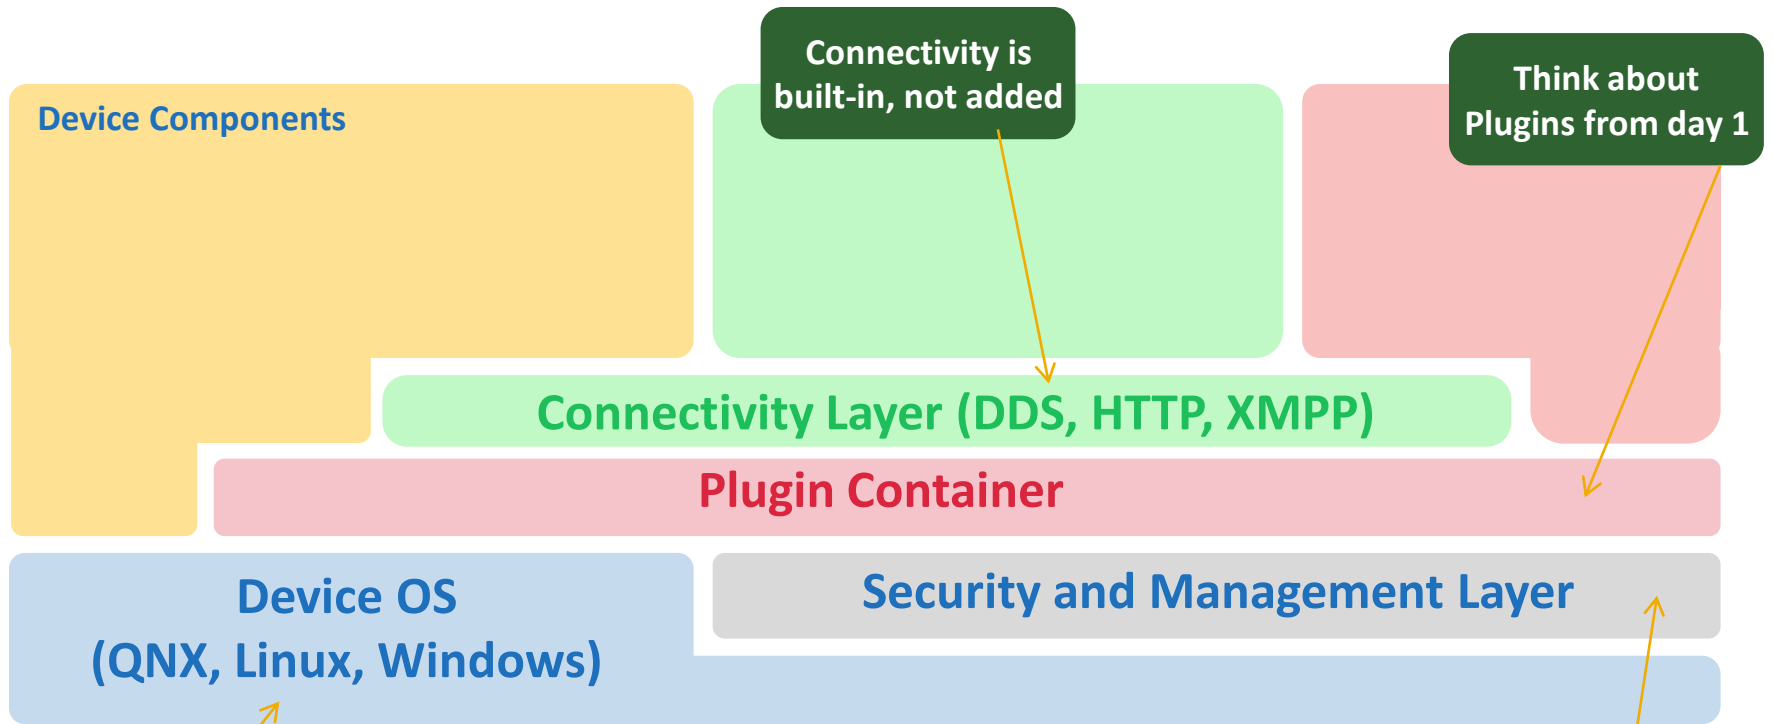 Connectivity is
built-in, not added
Think about
Plugins from day 1
Device Components
Connectivity Layer (DDS, HTTP, XMPP)
Plugin Container
Device OS
(QNX, Linux, Windows)
Security and Management Layer